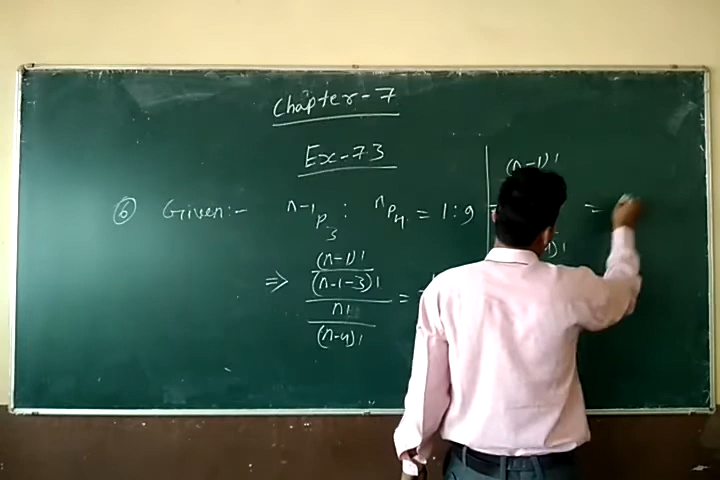 Chapter-7
Ex-7.3
⑥ Given:- n-1P3 : nP4 = 1:9
⇒ (n-1)!
(n-1-3)!
n!
(n-4)!
=
(n-1)!
=
)!